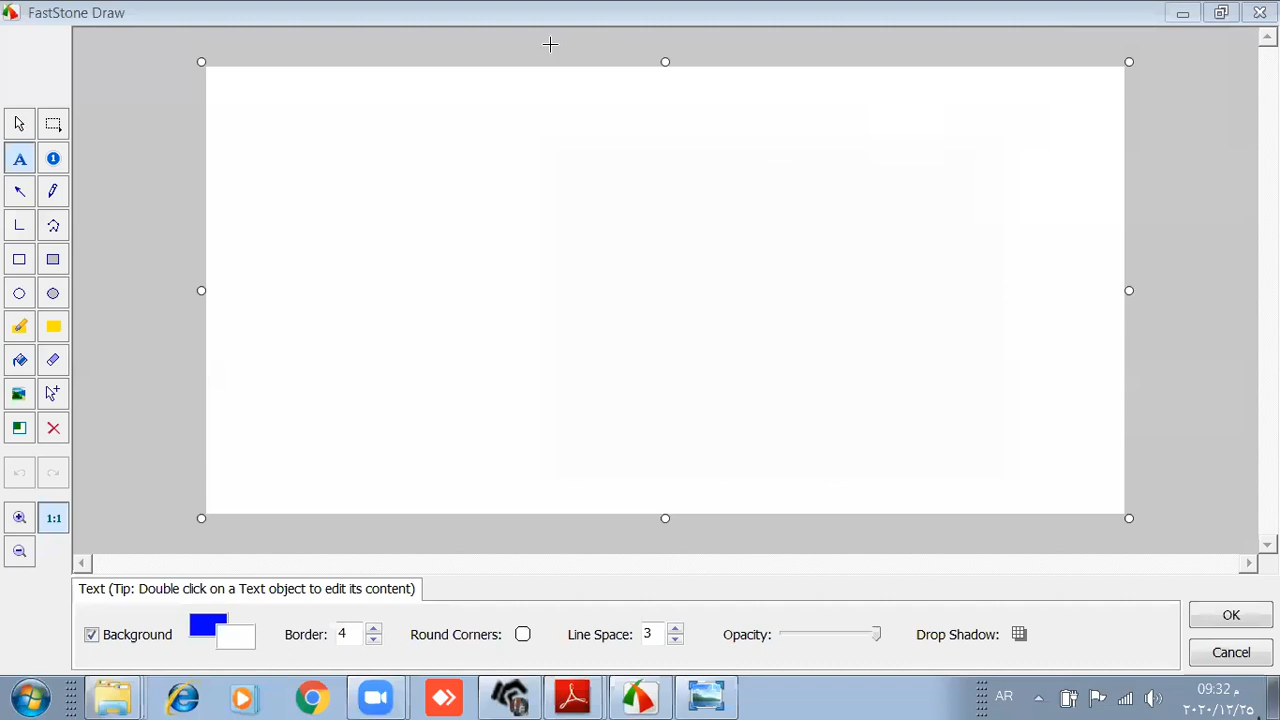 FastStone Draw
A
1
1:1
Text (Tip: Double click on a Text object to edit its content)
Background
Border: 4
Round Corners:
Line Space: 3
Opacity:
Drop Shadow:
OK
Cancel
AR
09:32 م
٢٠٢٠/١٢/٢٥